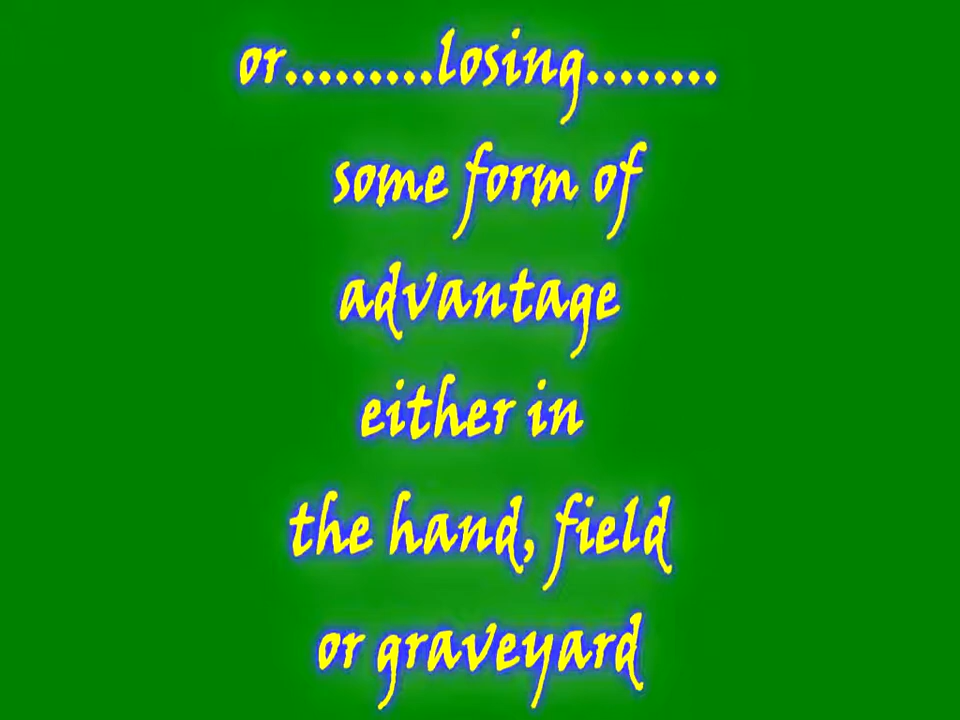 or.........losing........
some form of
advantage
either in
the hand, field
or graveyard